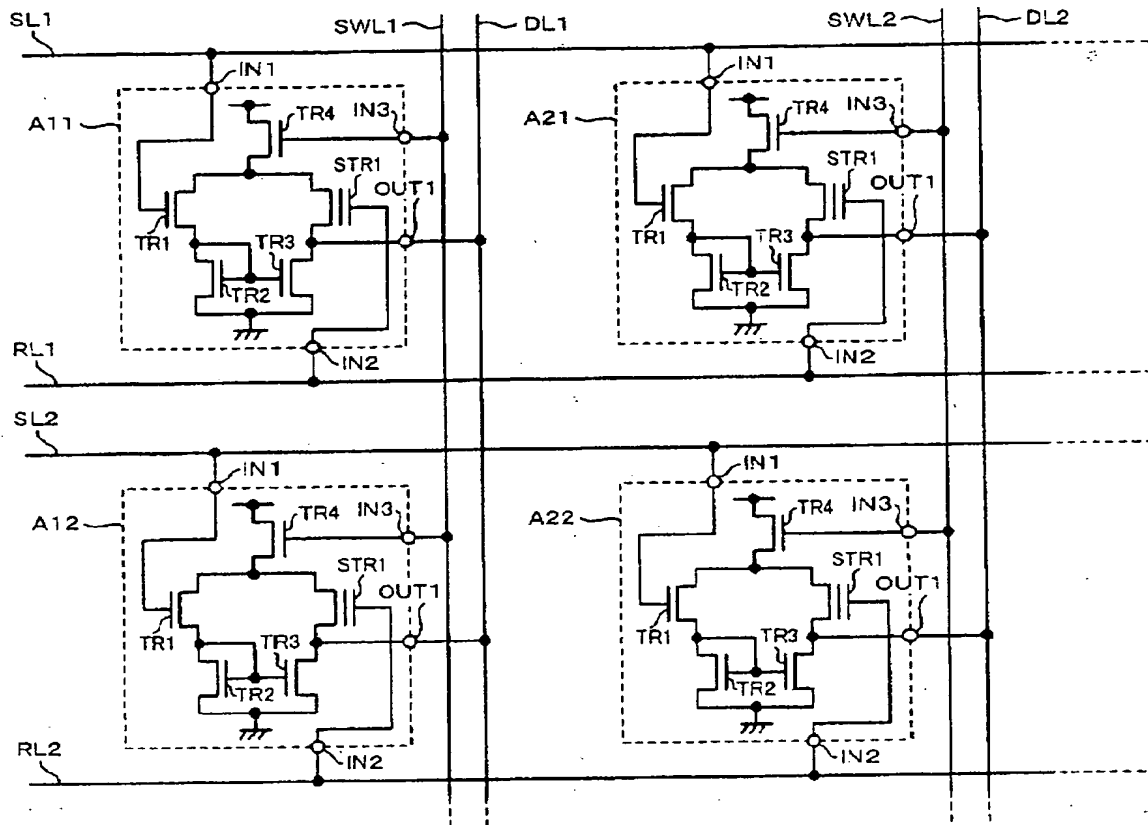 SL1 SWL1 DL1 SWL2 DL2
IN1 IN1
A11 TR4 IN3 A21 TR4 IN3
STR1 OUT1 STR1 OUT1
TR1 TR3 TR1 TR3
TR2 TR2
RL1 IN2 IN2
SL2
IN1 IN1
A12 TR4 IN3 A22 TR4 IN3
STR1 OUT1 STR1 OUT1
TR1 TR3 TR1 TR3
TR2 TR2
RL2 IN2 IN2